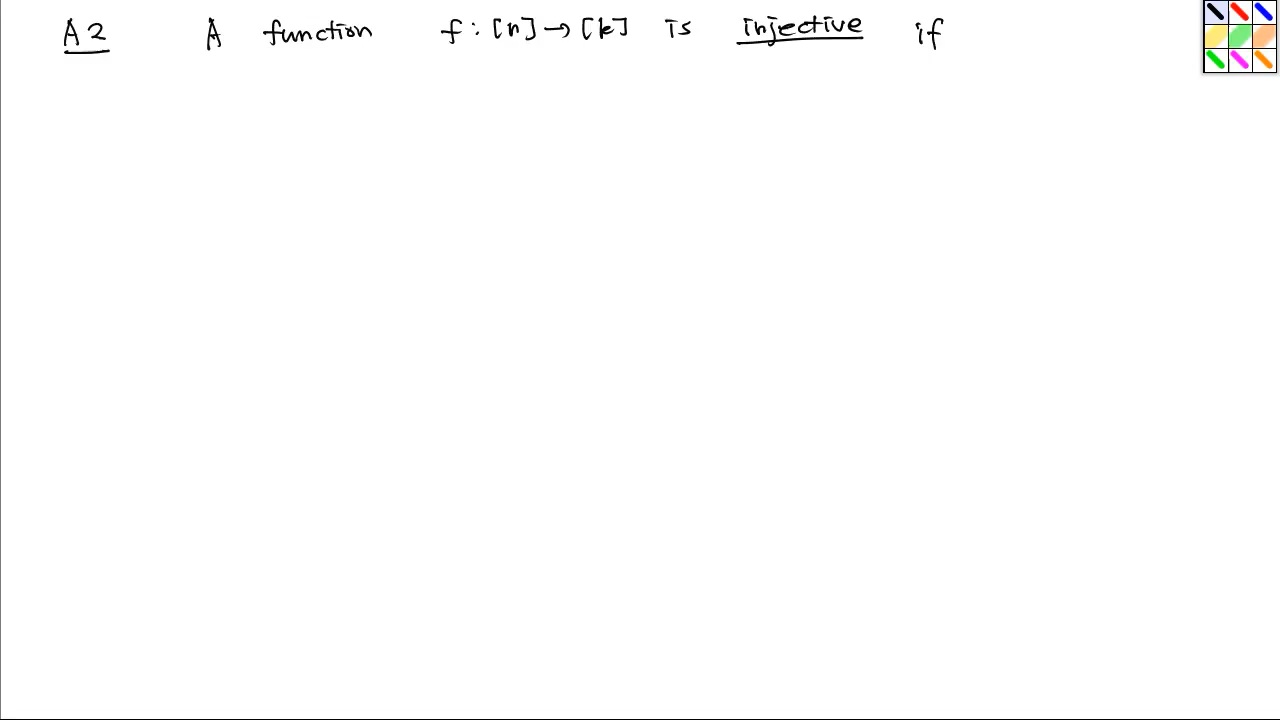 A2 A function f : [n] → [k] is injective if